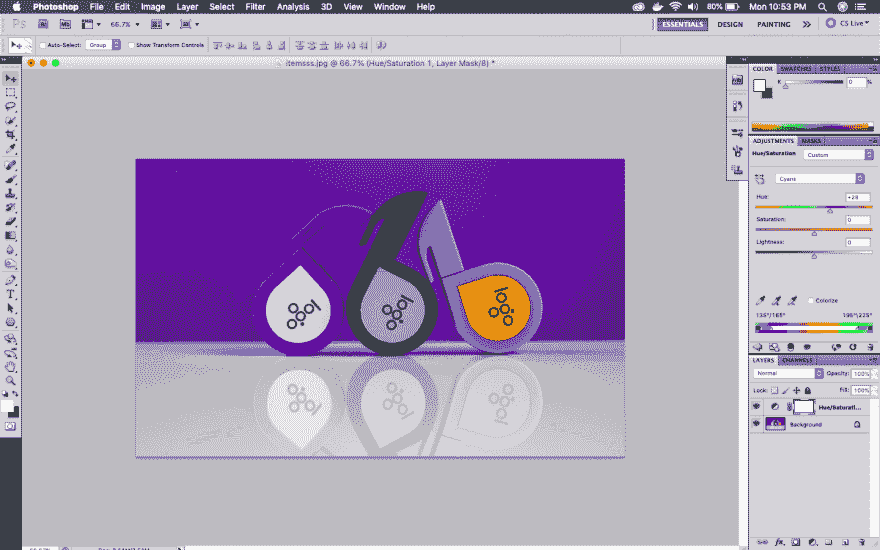 Photoshop File Edit Image Layer Select Filter Analysis 3D View Window Help 80% Mon 10:53 PM
Ps Mb 66.7% ESSENTIALS DESIGN PAINTING CS Live
Auto-Select: Group Show Transform Controls
itemsss.jpg @ 66.7% (Hue/Saturation 1, Layer Mask/8) *
COLOR SWATCHES STYLES
K 0 %
ADJUSTMENTS MASKS
Hue/Saturation Custom
Cyans
Hue: +28
Saturation: 0
Lightness: 0
Colorize
135°/165° 195°\225°
LAYERS CHANNELS
Normal Opacity: 100%
Lock: Fill: 100%
Hue/Saturati...
Background